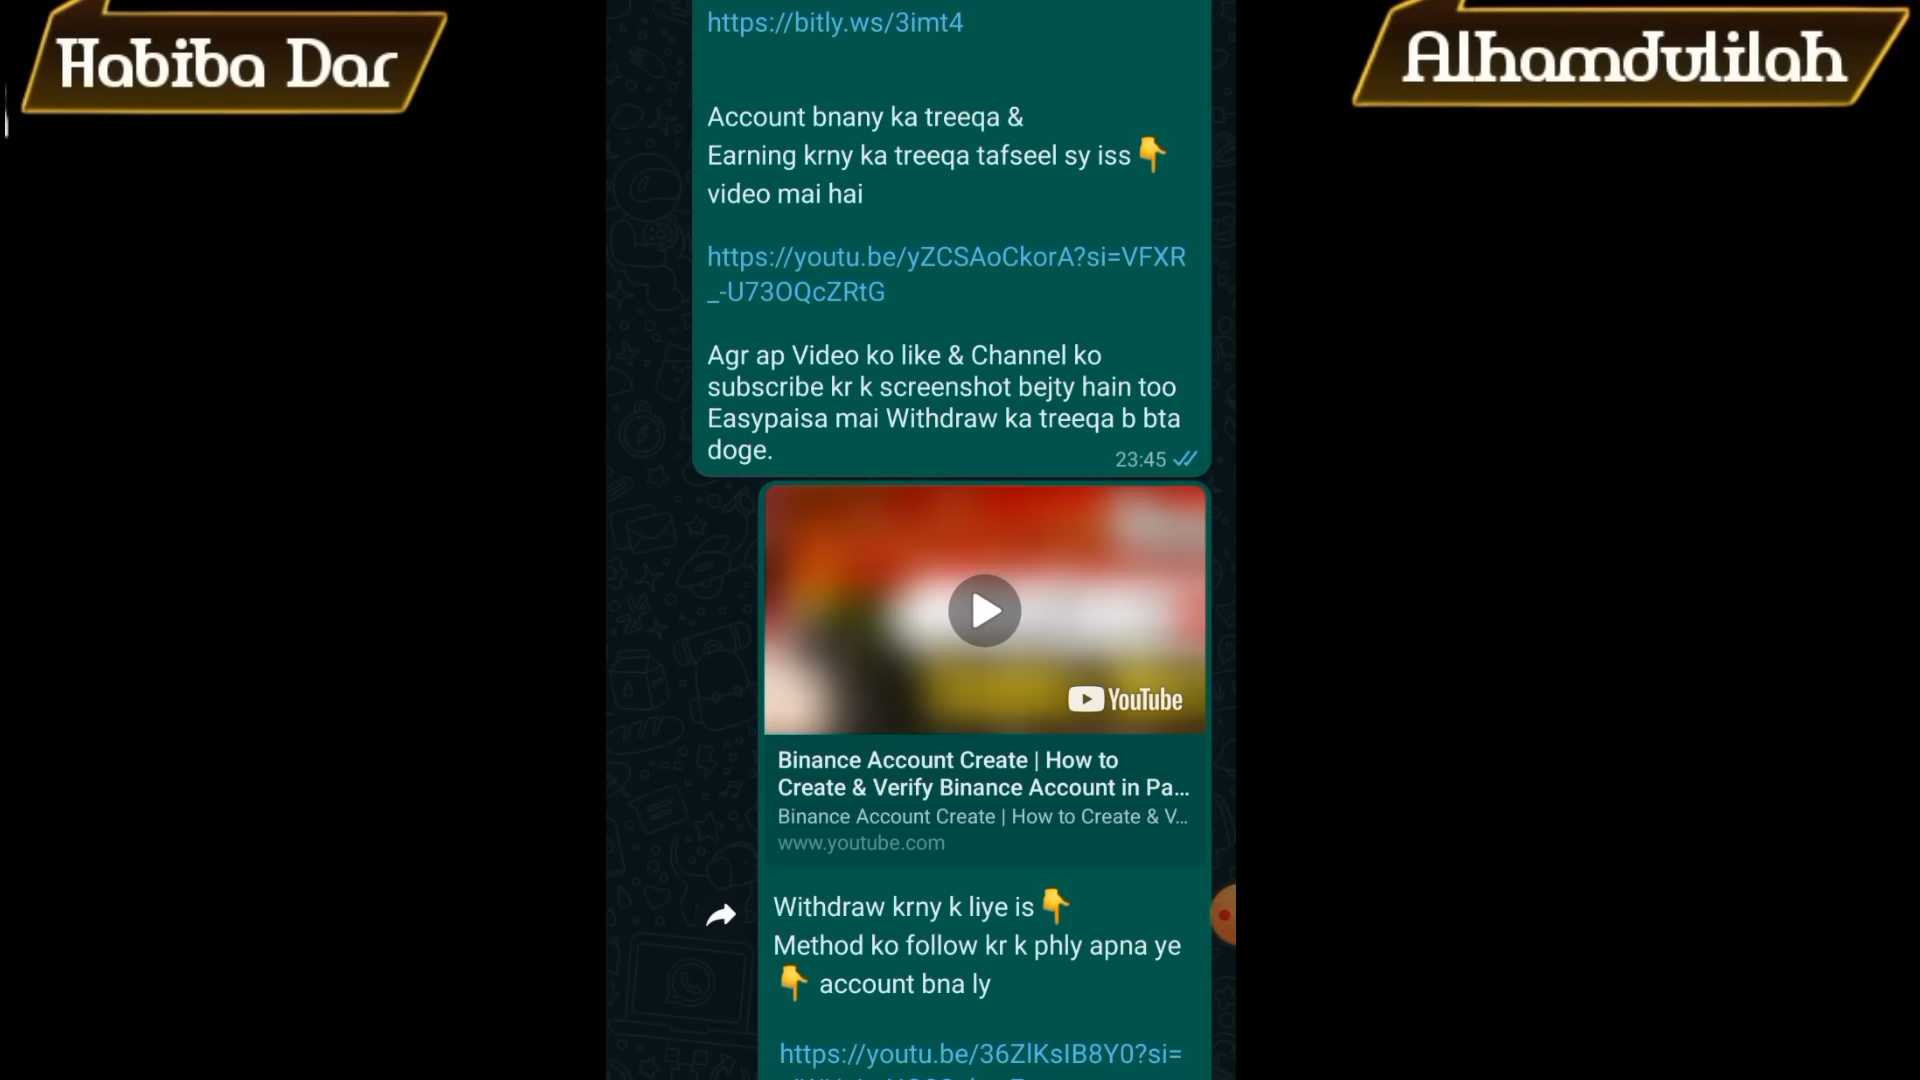 Habiba Dar
Alhamdulilah
https://bitly.ws/3imt4
Account bnany ka treeqa &
Earning krny ka treeqa tafseel sy iss👇
video mai hai
https://youtu.be/yZCSAoCkorA?si=VFXR
_-U73OQcZRtG
Agr ap Video ko like & Channel ko
subscribe kr k screenshot bejty hain too
Easypaisa mai Withdraw ka treeqa b bta
doge.
23:45
YouTube
Binance Account Create | How to
Create & Verify Binance Account in Pa...
Binance Account Create | How to Create & V...
www.youtube.com
Withdraw krny k liye is👇
Method ko follow kr k phly apna ye
👇 account bna ly
https://youtu.be/36ZlKsIB8Y0?si=